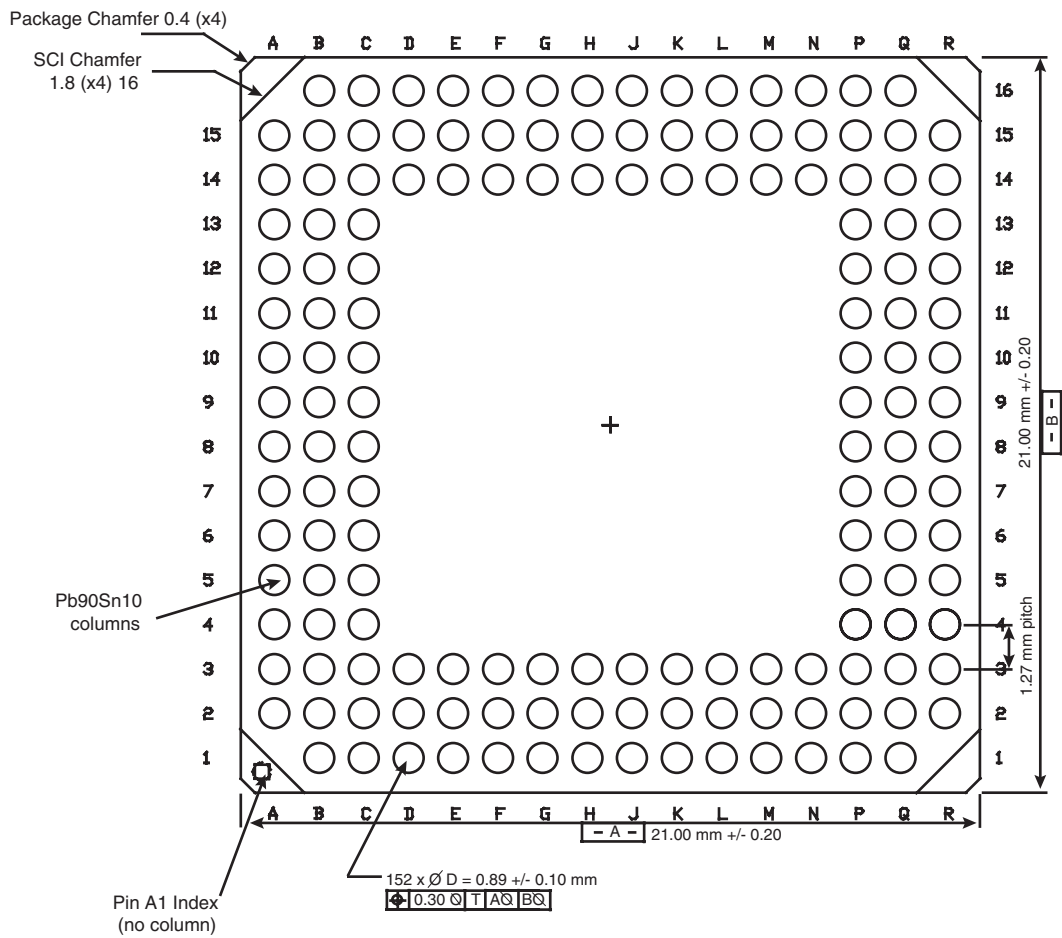 Package Chamfer 0.4 (x4)
A B C D E F G H J K L M N P Q R
SCI Chamfer
1.8 (x4) 16
16
15 15
14 14
13 13
12 12
11 11
10 10
9 9
8 8
7 7
6 6
5 5
4 4
3 3
2 2
1 1
21.00 mm +/- 0.20
- B -
1.27 mm pitch
Pb90Sn10
columns
A B C D E F G H J K L M N P Q R
- A - 21.00 mm +/- 0.20
152 x Ø D = 0.89 +/- 0.10 mm
⌖ 0.30 T A B
Pin A1 Index
(no column)